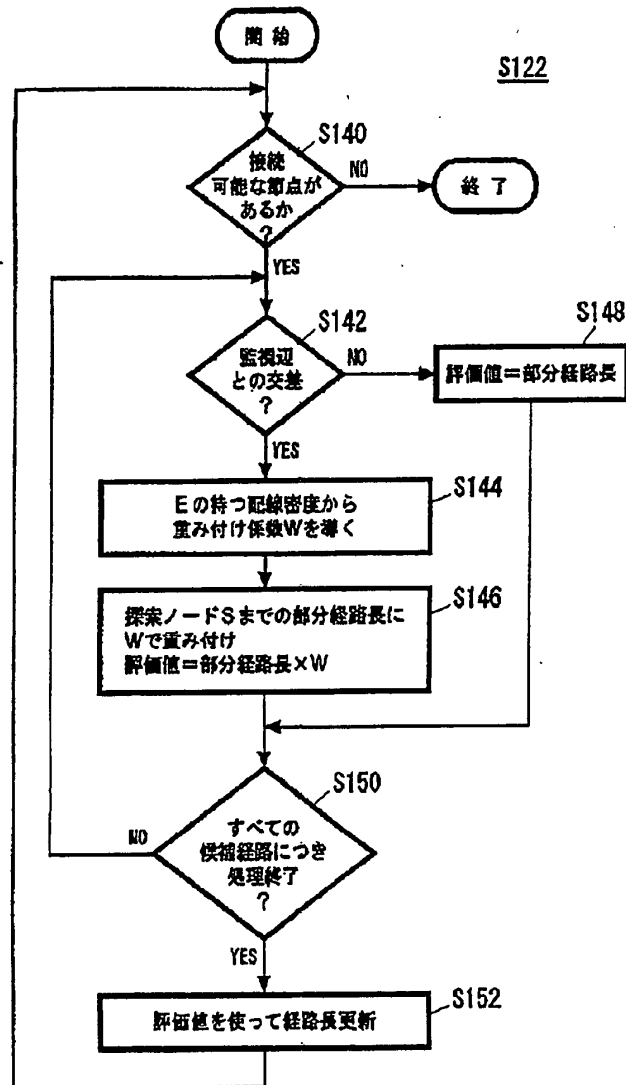 開始
S122
S140
接続
可能な節点が
あるか
?
NO
終了
YES
S142
監視辺
との交差
?
NO
S148
評価値=部分経路長
YES
S144
Eの持つ配線密度から
重み付け係数Wを導く
S146
探索ノードSまでの部分経路長に
Wで重み付け
評価値=部分経路長×W
S150
すべての
候補経路につき
処理終了
?
NO
YES
S152
評価値を使って経路長更新